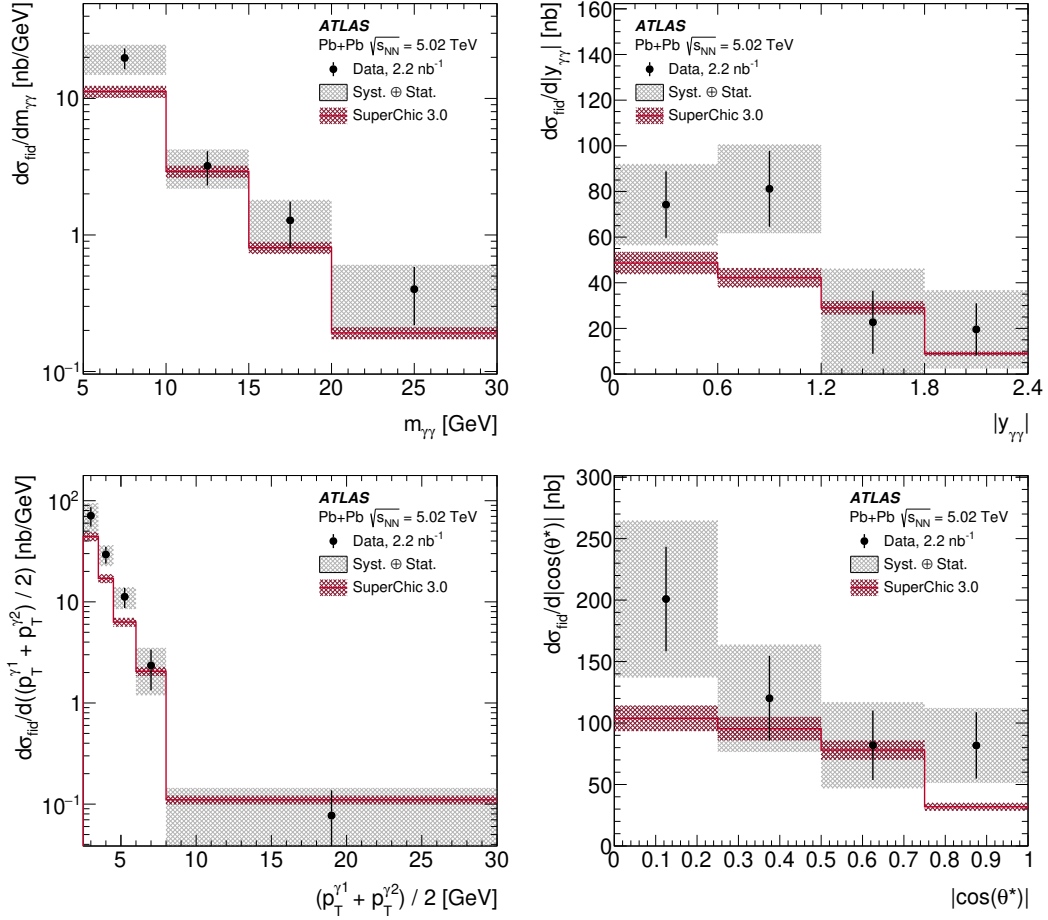 ATLAS
Pb+Pb √sNN = 5.02 TeV
Data, 2.2 nb⁻¹
Syst. ⊕ Stat.
SuperChic 3.0
dσfid/dmγγ [nb/GeV]
10
1
10⁻¹
5 10 15 20 25 30
mγγ [GeV]
ATLAS
Pb+Pb √sNN = 5.02 TeV
Data, 2.2 nb⁻¹
Syst. ⊕ Stat.
SuperChic 3.0
dσfid/d|yγγ| [nb]
160
140
120
100
80
60
40
20
0
0 0.6 1.2 1.8 2.4
|yγγ|
ATLAS
Pb+Pb √sNN = 5.02 TeV
Data, 2.2 nb⁻¹
Syst. ⊕ Stat.
SuperChic 3.0
dσfid/d((pTγ1 + pTγ2) / 2) [nb/GeV]
10²
10
1
10⁻¹
5 10 15 20 25 30
(pTγ1 + pTγ2) / 2 [GeV]
ATLAS
Pb+Pb √sNN = 5.02 TeV
Data, 2.2 nb⁻¹
Syst. ⊕ Stat.
SuperChic 3.0
dσfid/d|cos(θ*)| [nb]
300
250
200
150
100
50
0
0 0.1 0.2 0.3 0.4 0.5 0.6 0.7 0.8 0.9 1
|cos(θ*)|